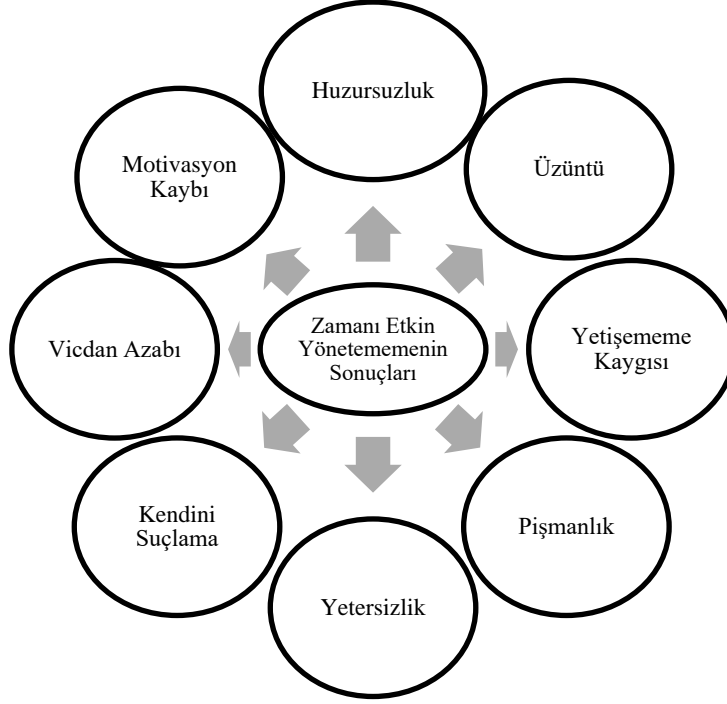 Huzursuzluk
Üzüntü
Yetişememe
Kaygısı
Pişmanlık
Yetersizlik
Kendini
Suçlama
Vicdan Azabı
Motivasyon
Kaybı
Zamanı Etkin
Yönetememenin
Sonuçları